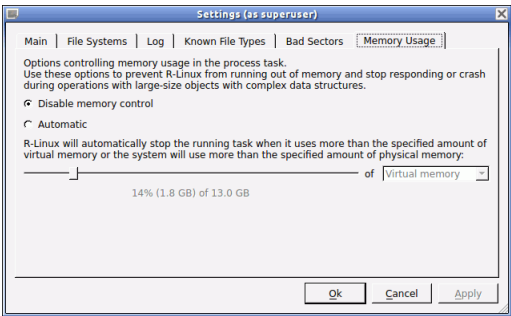 Settings (as superuser)
Main File Systems Log Known File Types Bad Sectors Memory Usage
Options controlling memory usage in the process task.
Use these options to prevent R-Linux from running out of memory and stop responding or crash
during operations with large-size objects with complex data structures.
Disable memory control
Automatic
R-Linux will automatically stop the running task when it uses more than the specified amount of
virtual memory or the system will use more than the specified amount of physical memory:
of Virtual memory
14% (1.8 GB) of 13.0 GB
Ok Cancel Apply